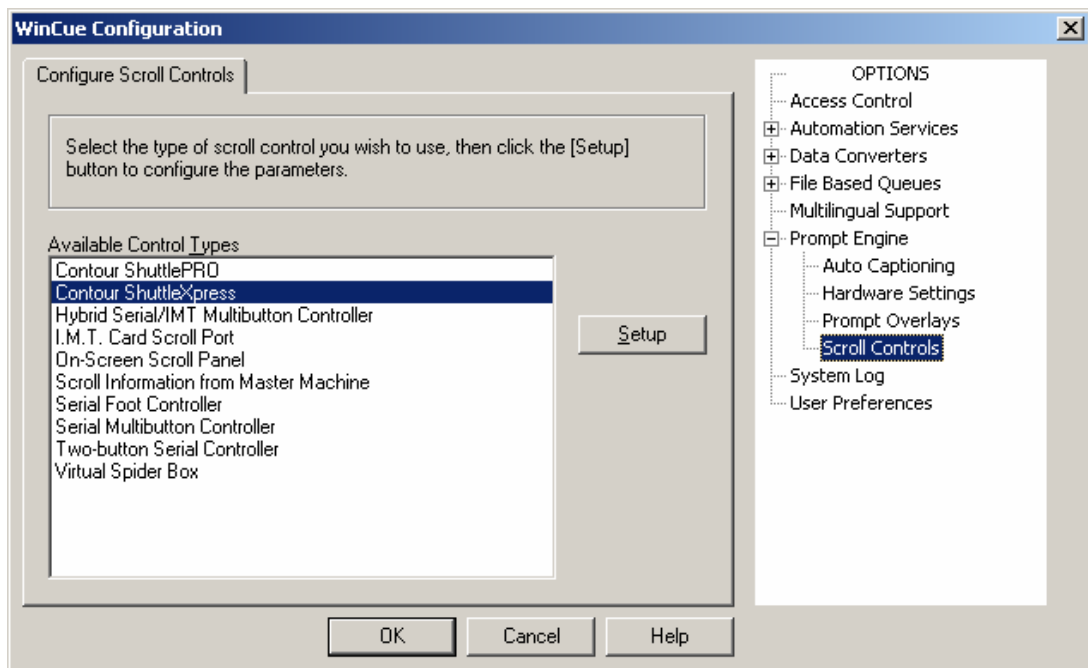 WinCue Configuration
Configure Scroll Controls
Select the type of scroll control you wish to use, then click the [Setup]
button to configure the parameters.
Available Control Types
Contour ShuttlePRO
Contour ShuttleXpress
Hybrid Serial/IMT Multibutton Controller
I.M.T. Card Scroll Port
On-Screen Scroll Panel
Scroll Information from Master Machine
Serial Foot Controller
Serial Multibutton Controller
Two-button Serial Controller
Virtual Spider Box
Setup
OK
Cancel
Help
OPTIONS
Access Control
Automation Services
Data Converters
File Based Queues
Multilingual Support
Prompt Engine
Auto Captioning
Hardware Settings
Prompt Overlays
Scroll Controls
System Log
User Preferences